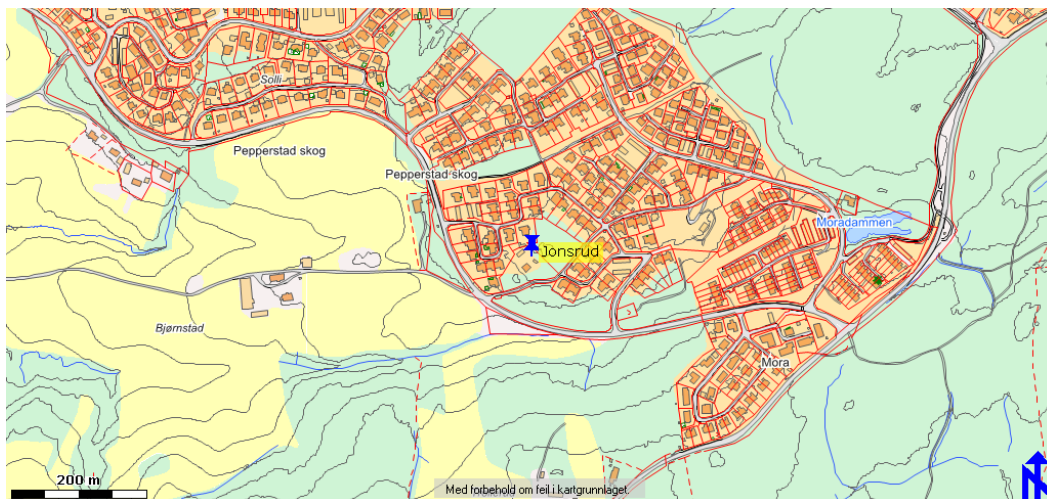 Solli
Pepperstad skog
Pepperstad skog
Moradammen
Jonsrud
Bjørnstad
Mora
200 m
Med forbehold om feil i kartgrunnlaget.
N